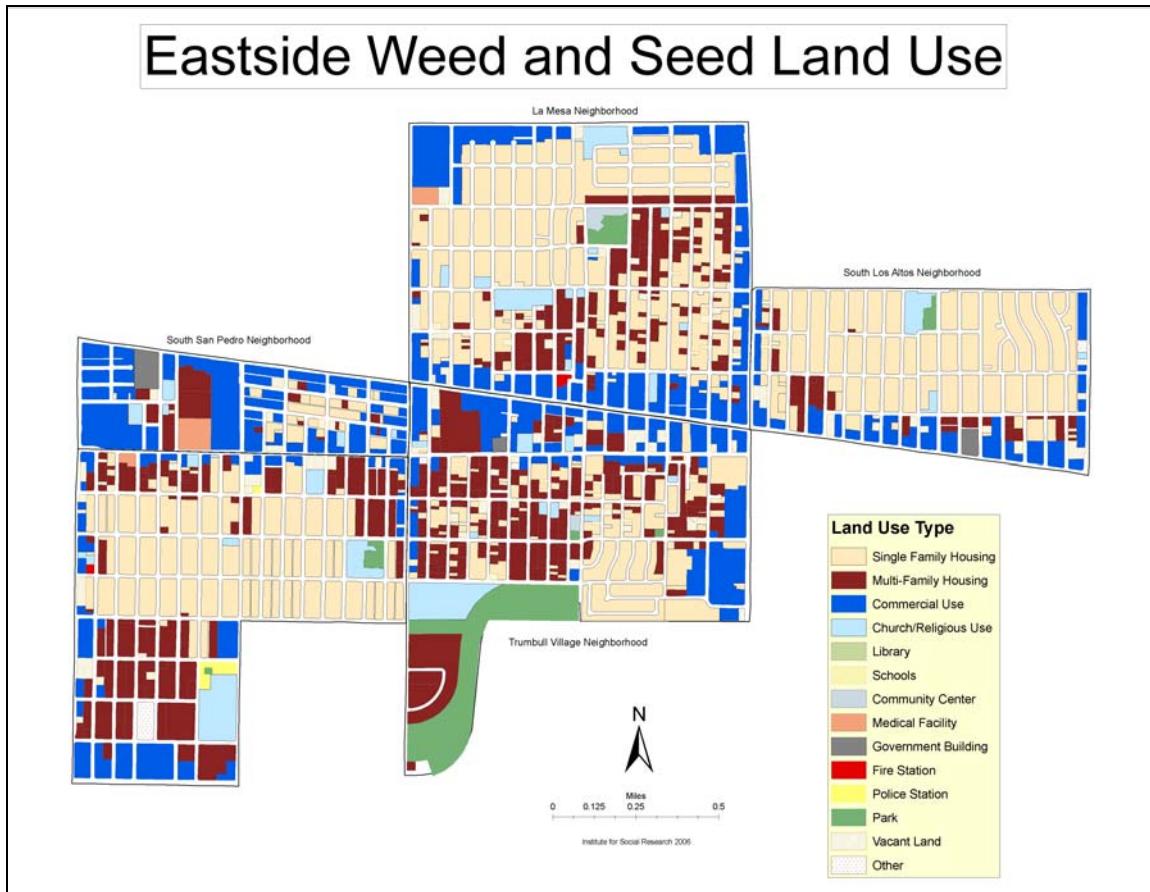 Eastside Weed and Seed Land Use
La Mesa Neighborhood
South Los Altos Neighborhood
South San Pedro Neighborhood
Trumbull Village Neighborhood
Land Use Type
Single Family Housing
Multi-Family Housing
Commercial Use
Church/Religious Use
Library
Schools
Community Center
Medical Facility
Government Building
Fire Station
Police Station
Park
Vacant Land
Other
N
Miles
0 0.125 0.25 0.5
Institute for Social Research 2006